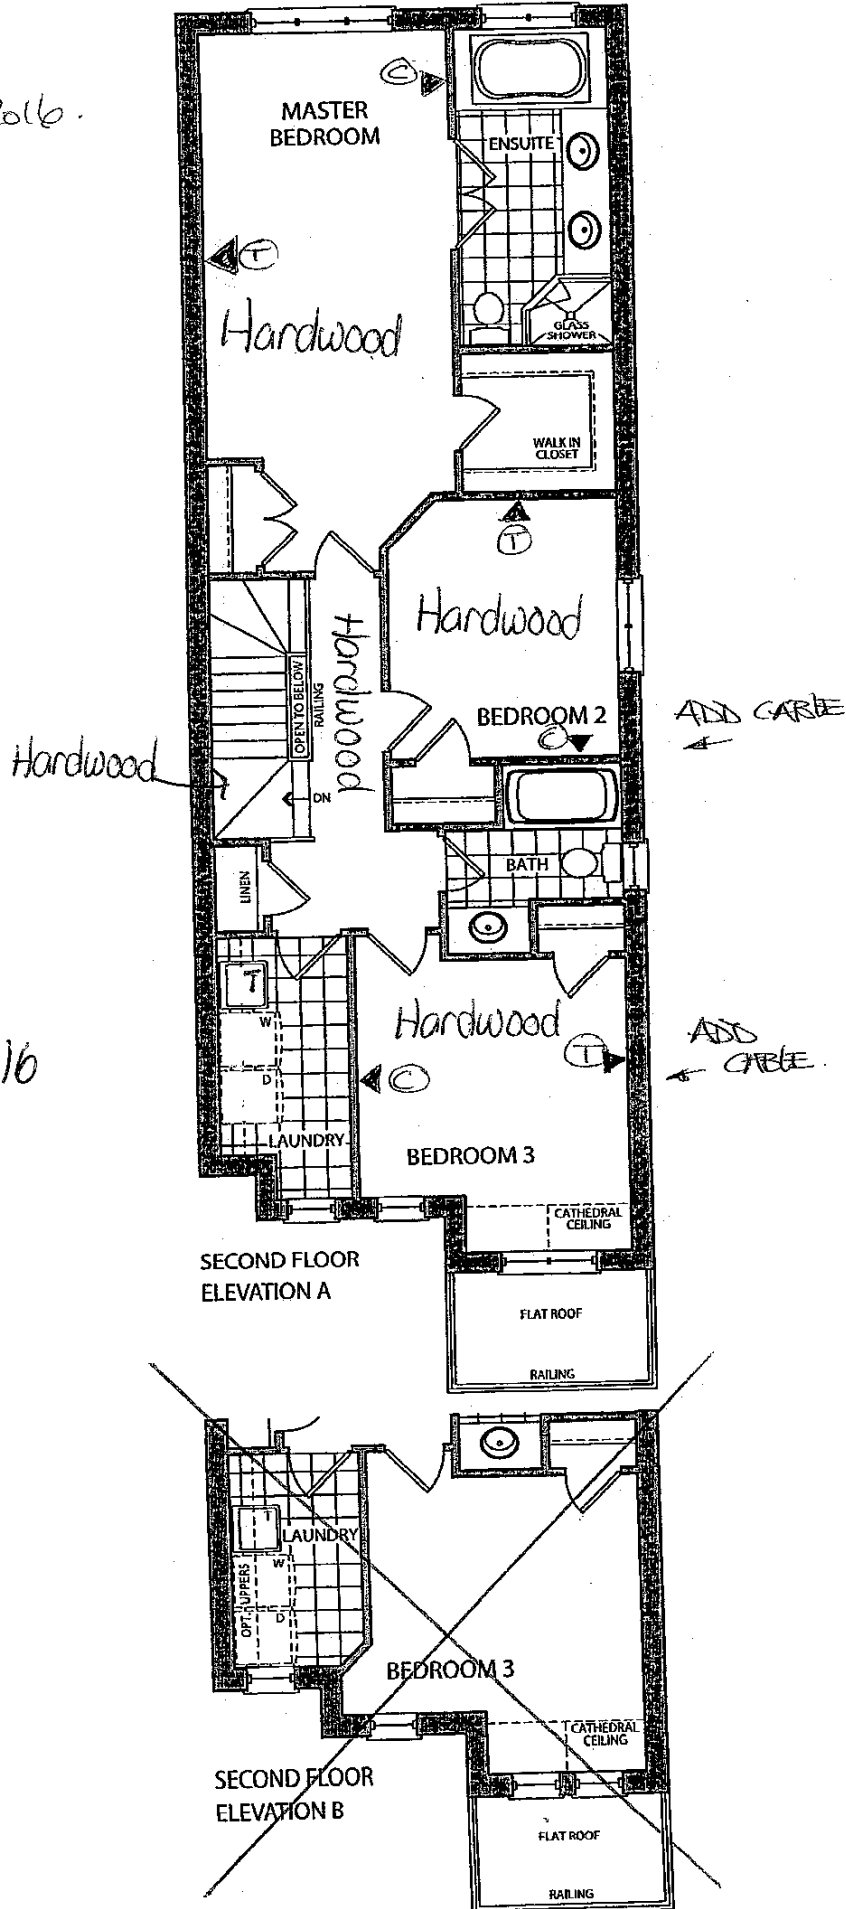 2016.
C
MASTER
BEDROOM
ENSUITE
T
Hardwood
GLASS
SHOWER
WALK IN
CLOSET
T
Hardwood
Hardwood
OPEN TO BELOW
RAILING
BEDROOM 2
C
ADD CABLE
Hardwood
DN
BATH
LINEN
T
W
D
LAUNDRY
Hardwood
T
ADD
CABLE.
16
C
BEDROOM 3
CATHEDRAL
CEILING
SECOND FLOOR
ELEVATION A
FLAT ROOF
RAILING
T
LAUNDRY
W
OPT. UPPERS
D
BEDROOM 3
CATHEDRAL
CEILING
SECOND FLOOR
ELEVATION B
FLAT ROOF
RAILING